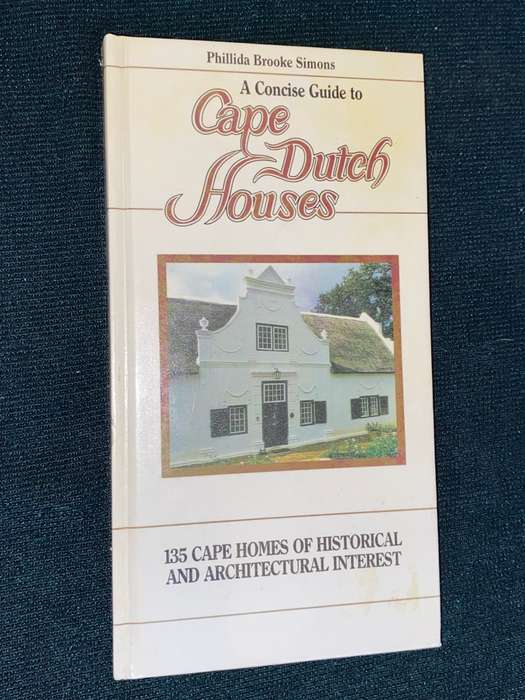 Phillida Brooke Simons
A Concise Guide to
Cape
Dutch
Houses
135 CAPE HOMES OF HISTORICAL
AND ARCHITECTURAL INTEREST